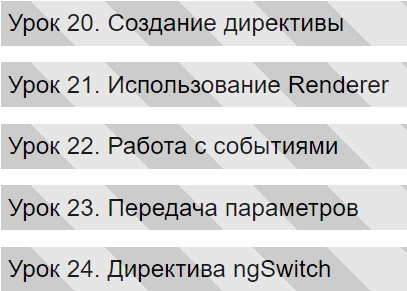 Урок 20. Создание директивы
Урок 21. Использование Renderer
Урок 22. Работа с событиями
Урок 23. Передача параметров
Урок 24. Директива ngSwitch